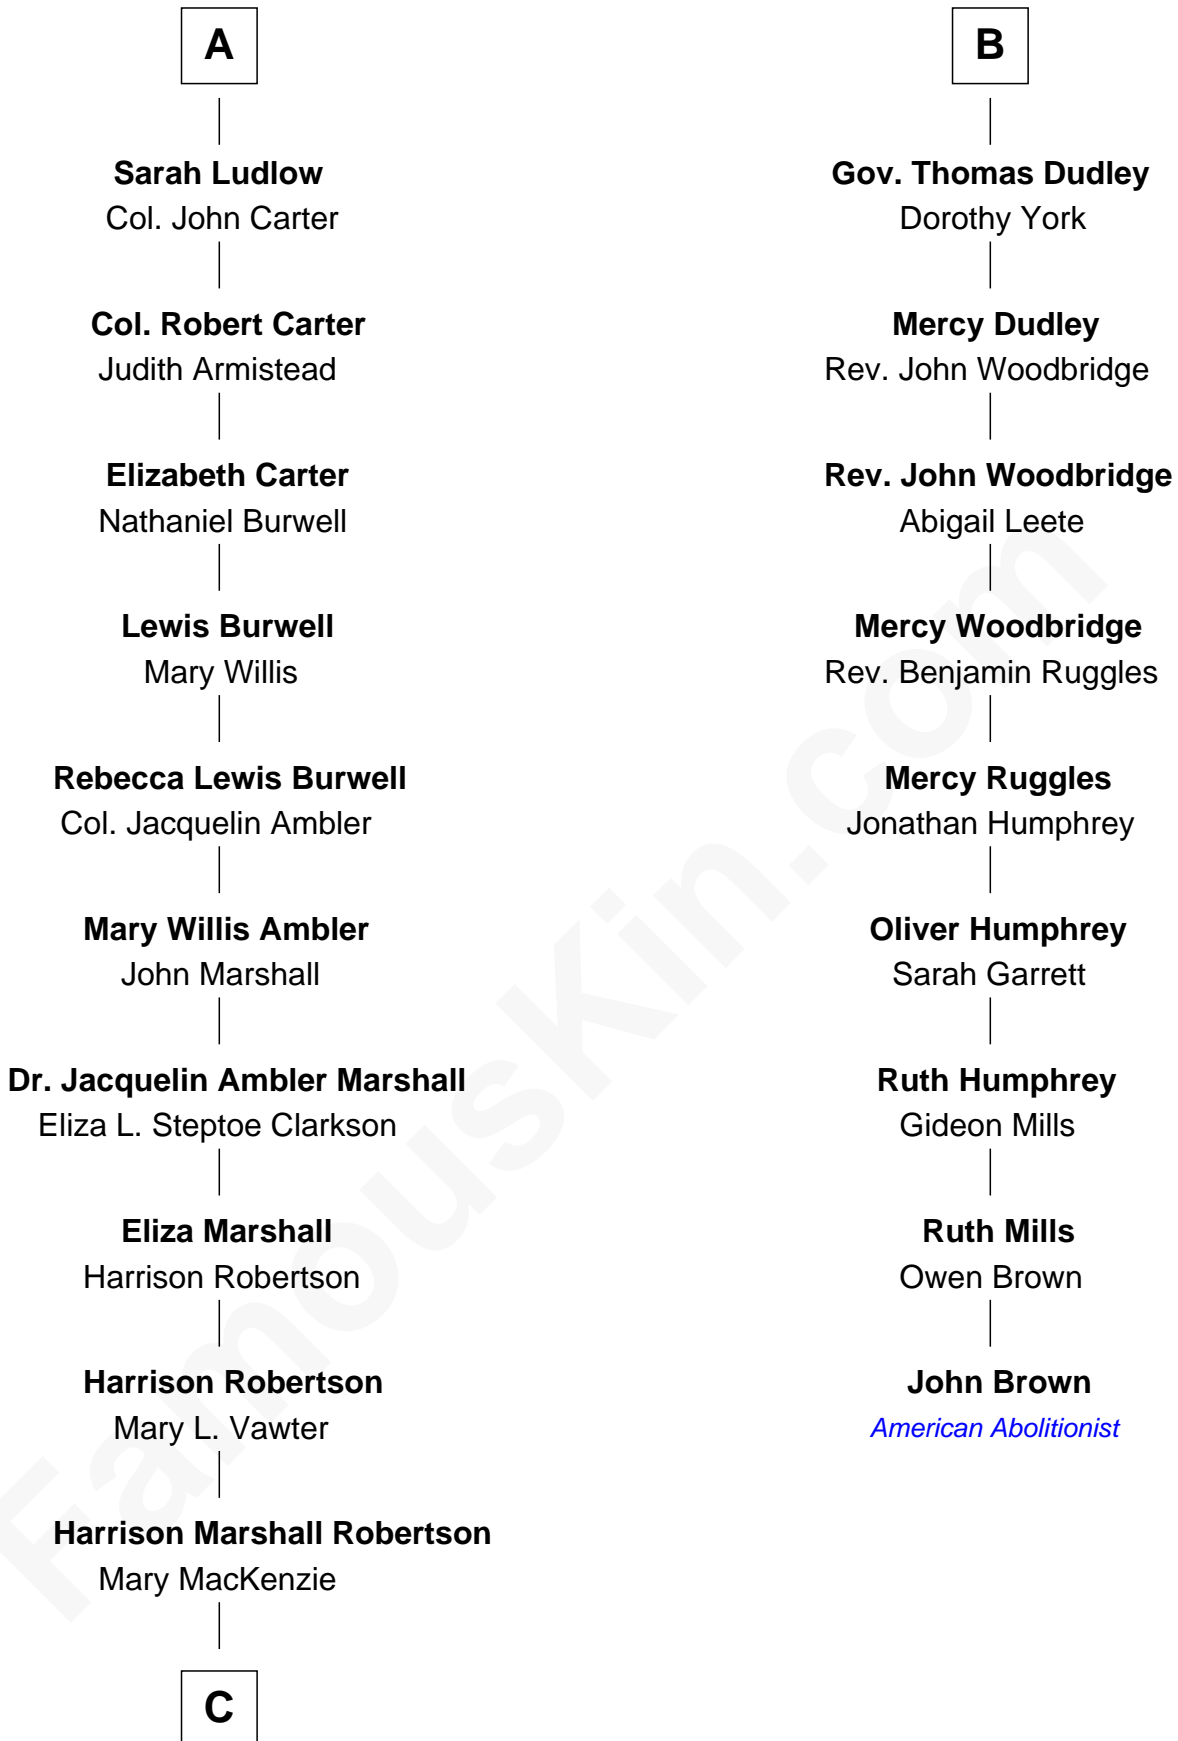 A
Sarah Ludlow
Col. John Carter
Col. Robert Carter
Judith Armistead
Elizabeth Carter
Nathaniel Burwell
Lewis Burwell
Mary Willis
Rebecca Lewis Burwell
Col. Jacquelin Ambler
Mary Willis Ambler
John Marshall
Dr. Jacquelin Ambler Marshall
Eliza L. Steptoe Clarkson
Eliza Marshall
Harrison Robertson
Harrison Robertson
Mary L. Vawter
Harrison Marshall Robertson
Mary MacKenzie
C
B
Gov. Thomas Dudley
Dorothy York
Mercy Dudley
Rev. John Woodbridge
Rev. John Woodbridge
Abigail Leete
Mercy Woodbridge
Rev. Benjamin Ruggles
Mercy Ruggles
Jonathan Humphrey
Oliver Humphrey
Sarah Garrett
Ruth Humphrey
Gideon Mills
Ruth Mills
Owen Brown
John Brown
American Abolitionist
FamousKin.com